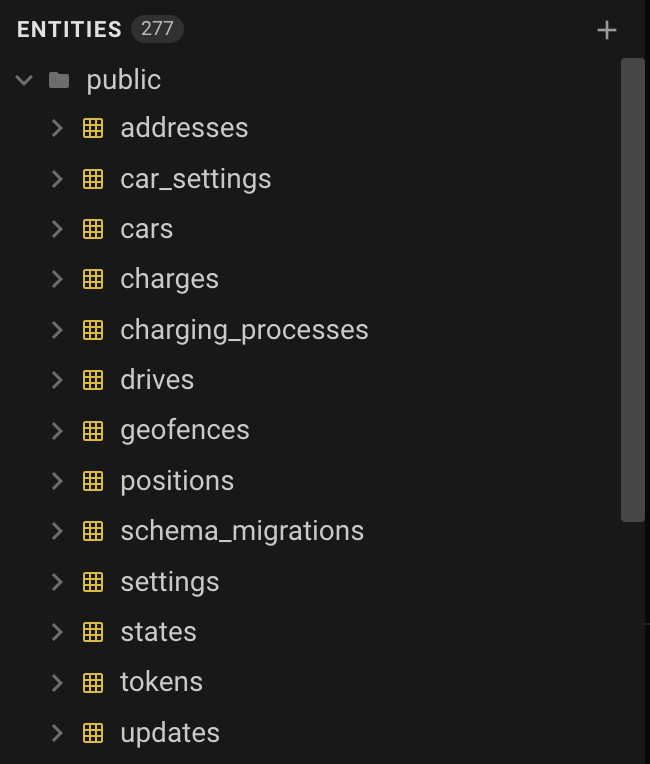 ENTITIES 277
public
addresses
car_settings
cars
charges
charging_processes
drives
geofences
positions
schema_migrations
settings
states
tokens
updates